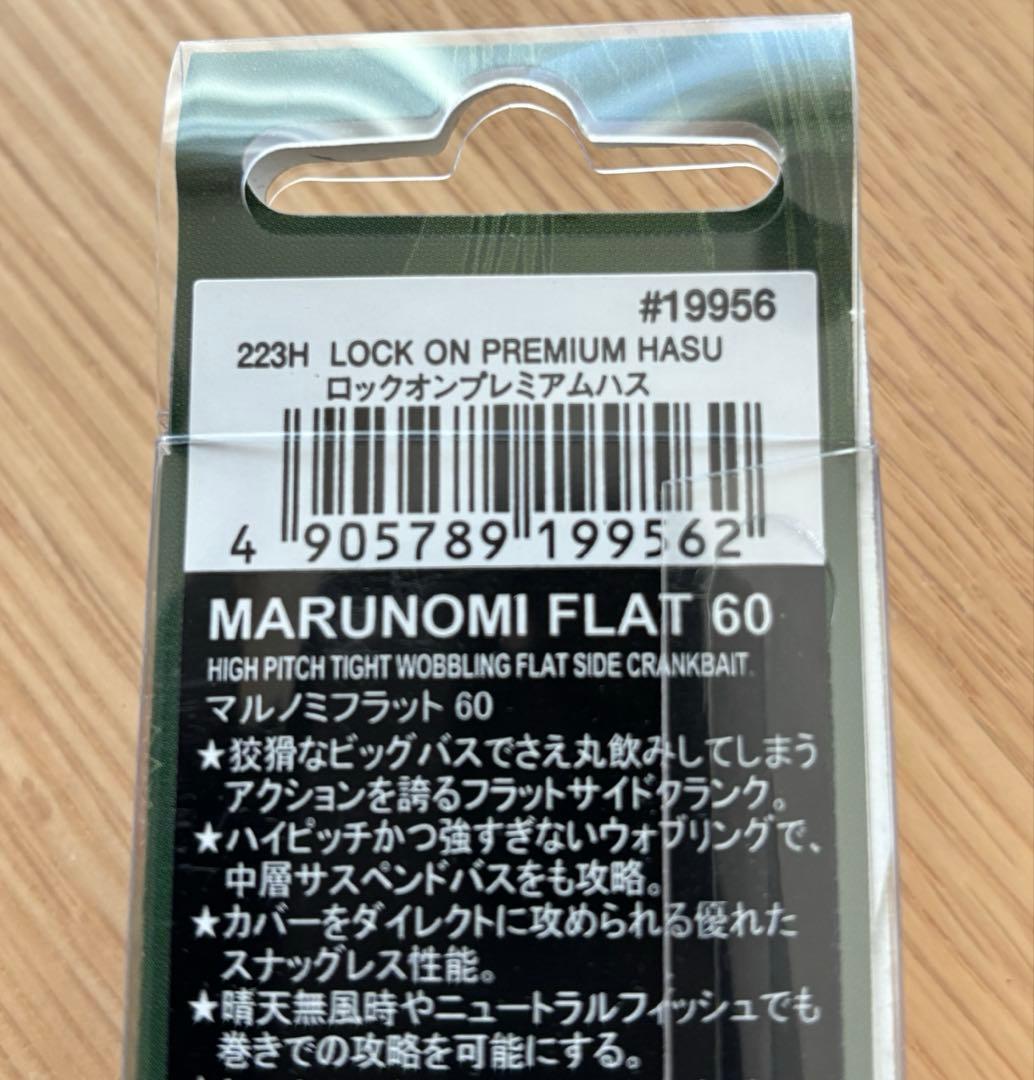 #19956
223H LOCK ON PREMIUM HASU
ロックオンプレミアムハス
4 905789 199562
MARUNOMI FLAT 60
HIGH PITCH TIGHT WOBBLING FLAT SIDE CRANKBAIT.
マルノミフラット 60
★狡猾なビッグバスでさえ丸飲みしてしまう
アクションを誇るフラットサイドクランク。
★ハイピッチかつ強すぎないウォブリングで、
中層サスペンドバスをも攻略。
★カバーをダイレクトに攻められる優れた
スナッグレス性能。
★晴天無風時やニュートラルフィッシュでも
巻きでの攻略を可能にする。